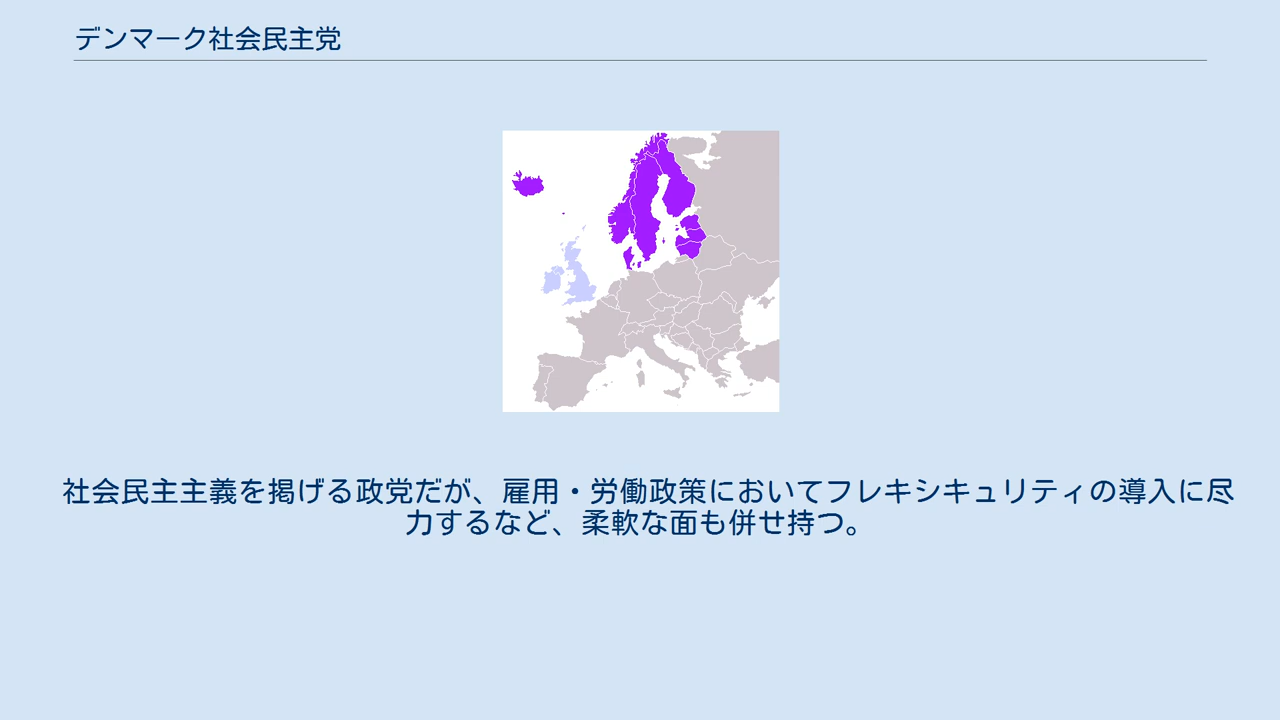 デンマーク社会民主党
社会民主主義を掲げる政党だが、雇用・労働政策においてフレキシキュリティの導入に尽
力するなど、柔軟な面も併せ持つ。